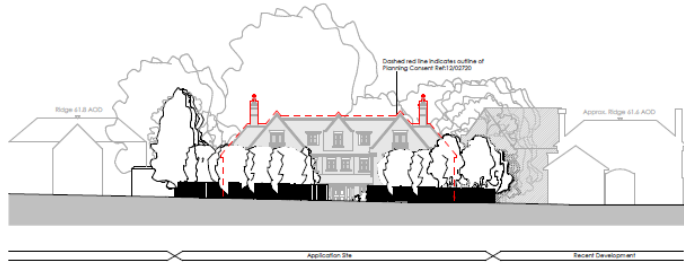 Dashed red line indicates outline of
Planning Consent Ref:12/02720
Ridge 61.8 AOD
Approx. Ridge 61.6 AOD
Application Site
Recent Development